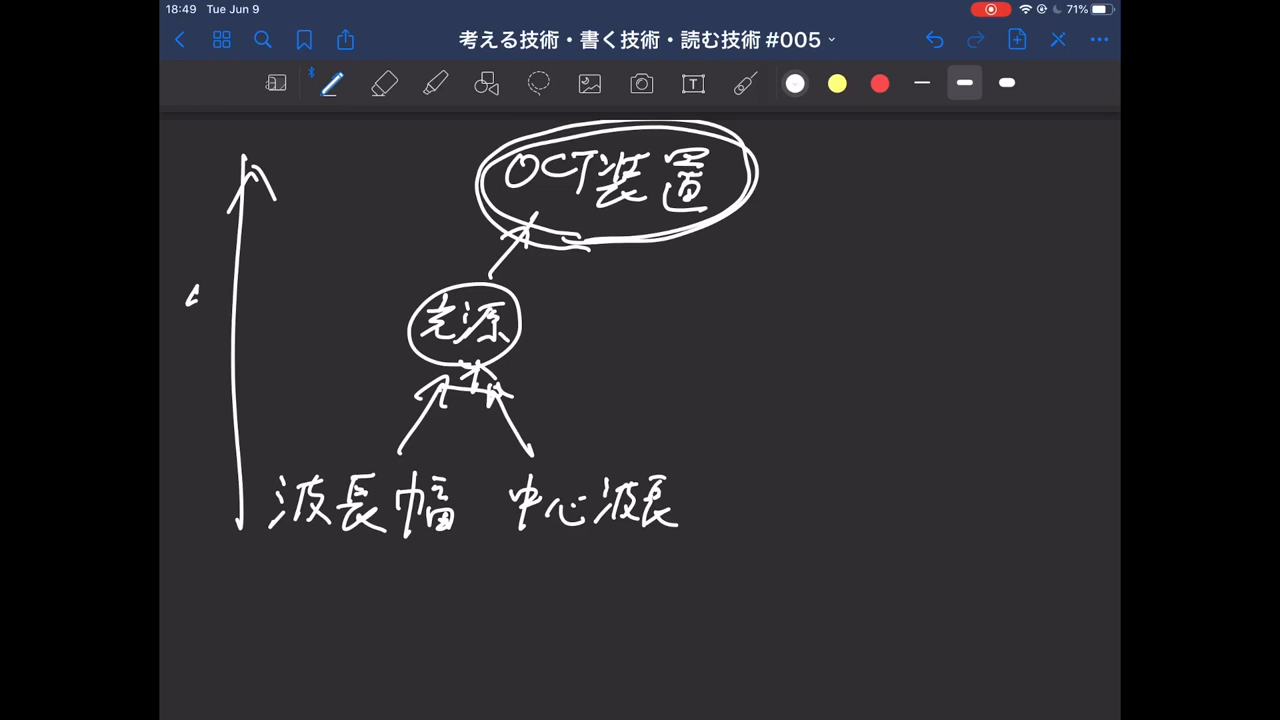 18:49 Tue Jun 9 71%
考える技術・書く技術・読む技術 #005
T
OCT装置
光源
波長幅 中心波長